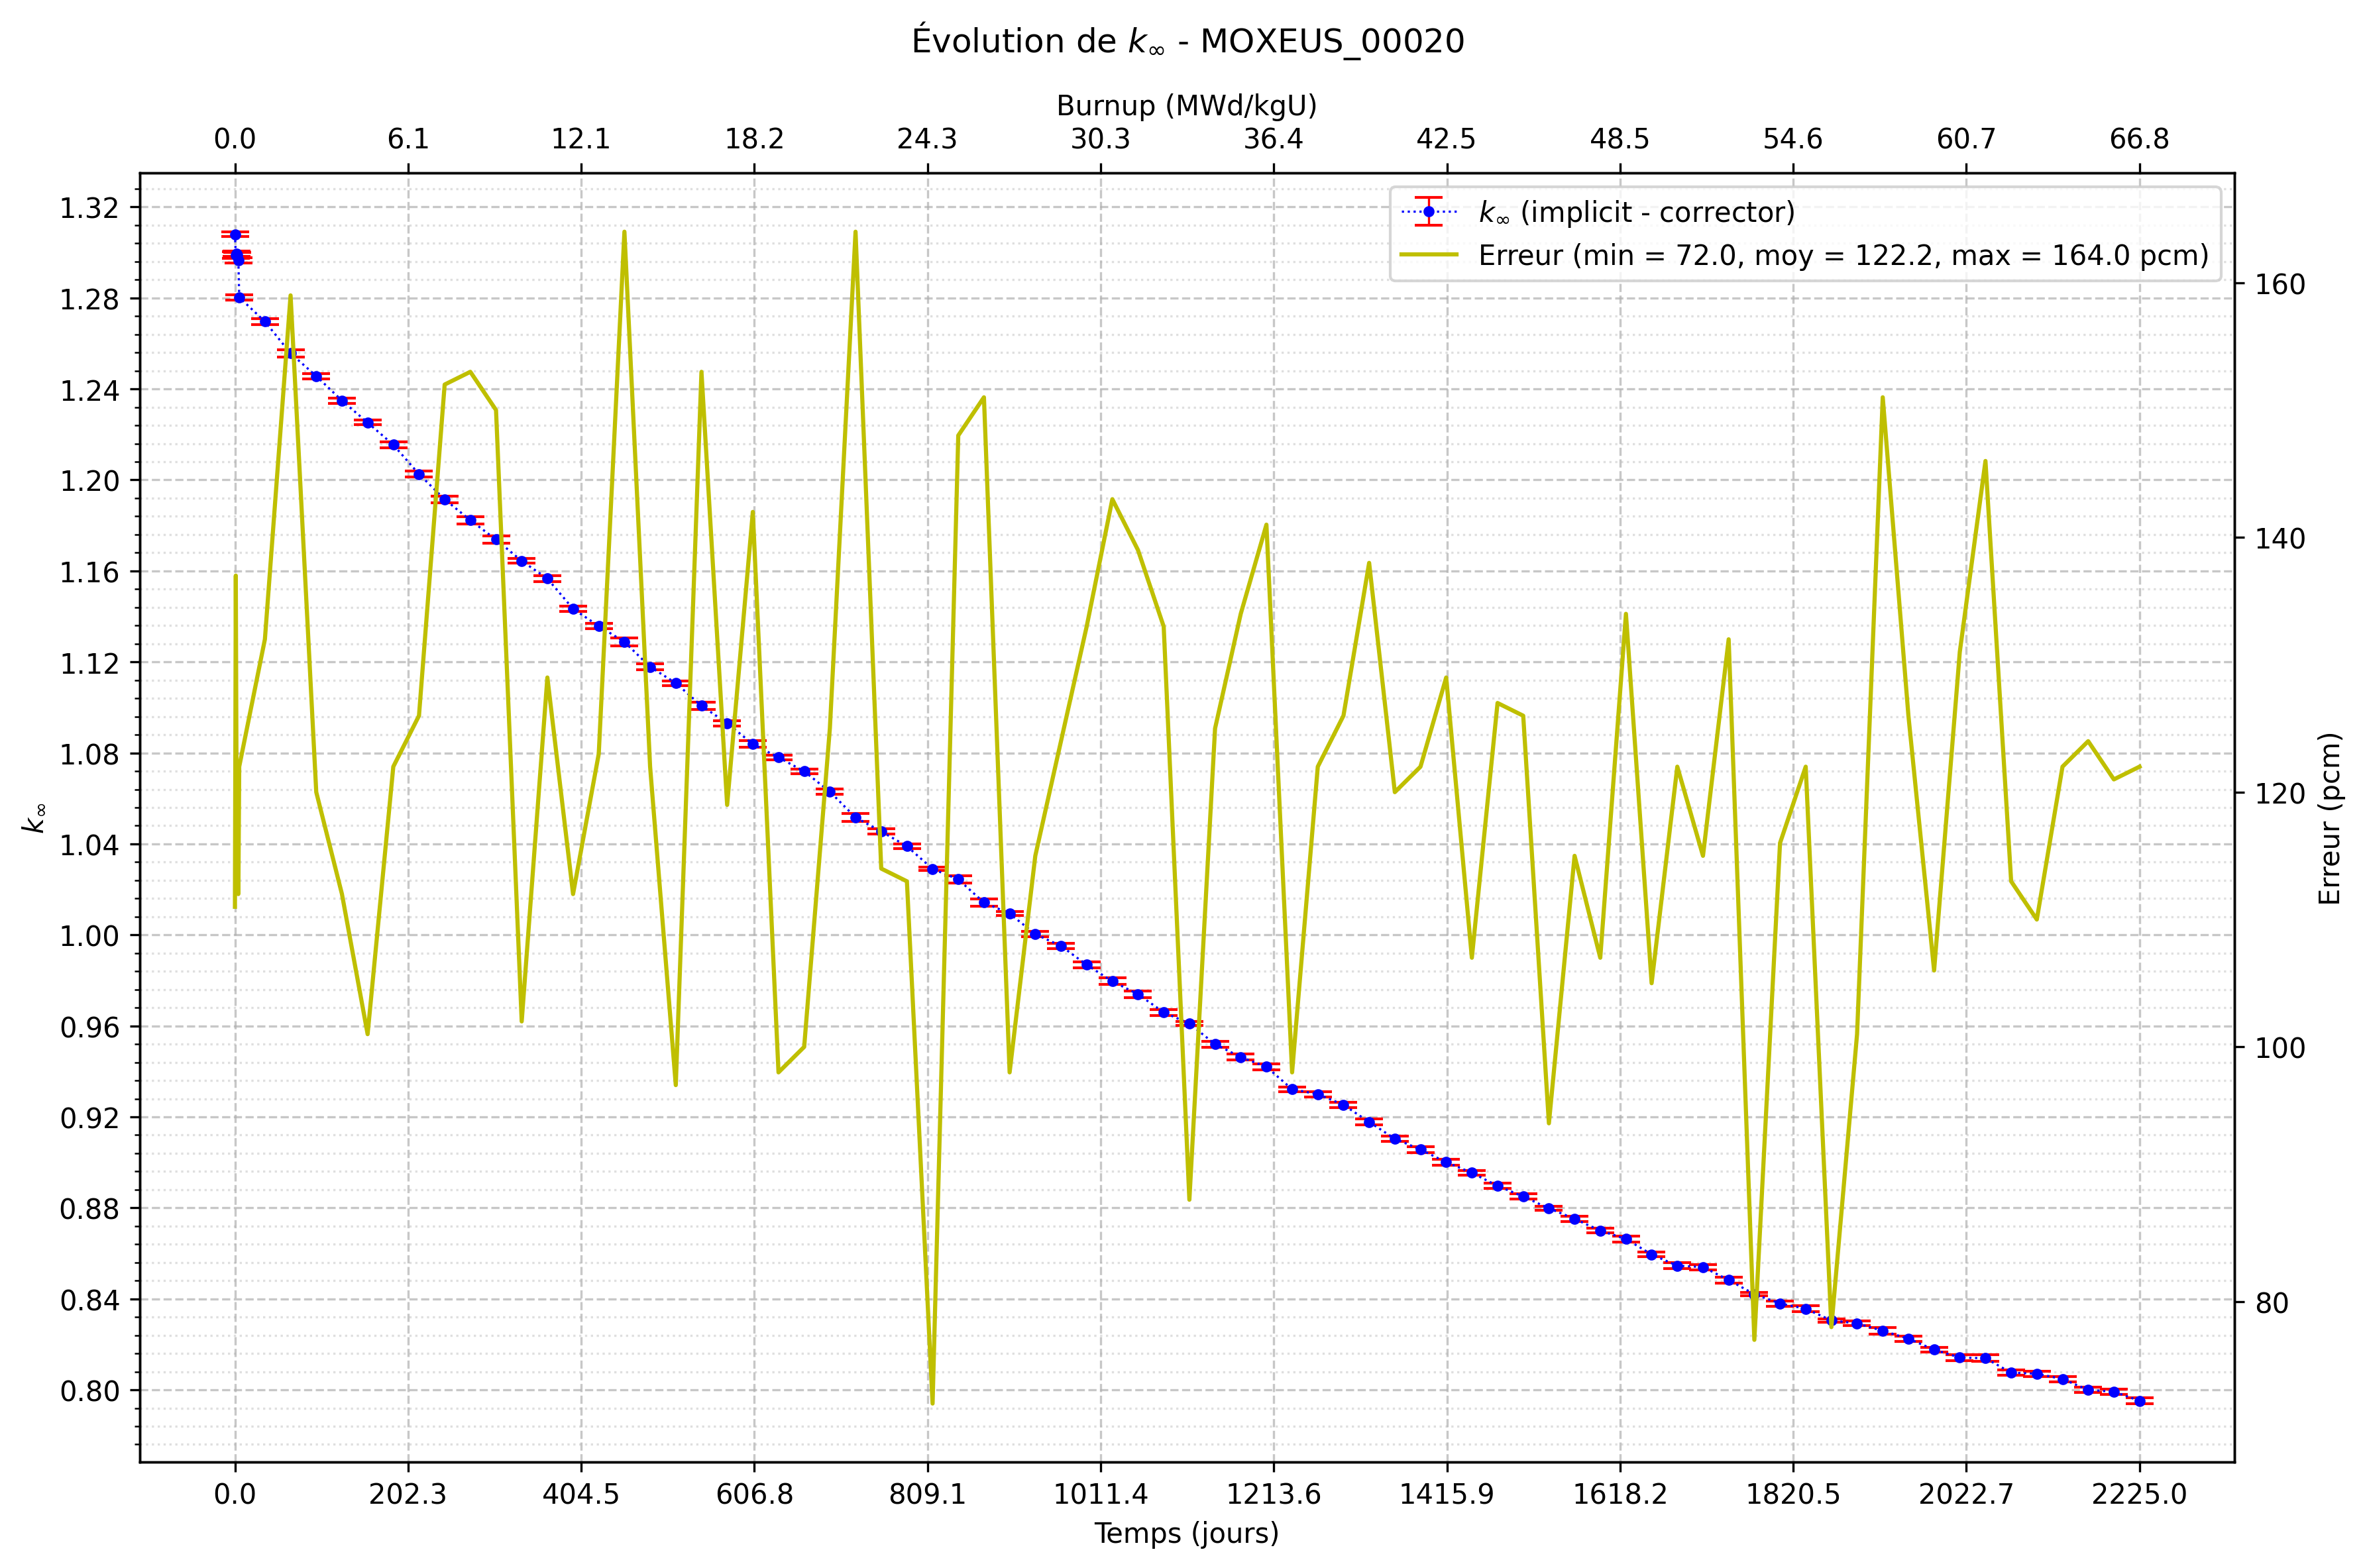 Évolution de k∞ - MOXEUS_00020
Burnup (MWd/kgU)
0.0 6.1 12.1 18.2 24.3 30.3 36.4 42.5 48.5 54.6 60.7 66.8
k∞ (implicit - corrector)
Erreur (min = 72.0, moy = 122.2, max = 164.0 pcm)
1.32
1.28
1.24
1.20
1.16
1.12
1.08
1.04
1.00
0.96
0.92
0.88
0.84
0.80
k∞
160
140
120
100
80
Erreur (pcm)
0.0 202.3 404.5 606.8 809.1 1011.4 1213.6 1415.9 1618.2 1820.5 2022.7 2225.0
Temps (jours)